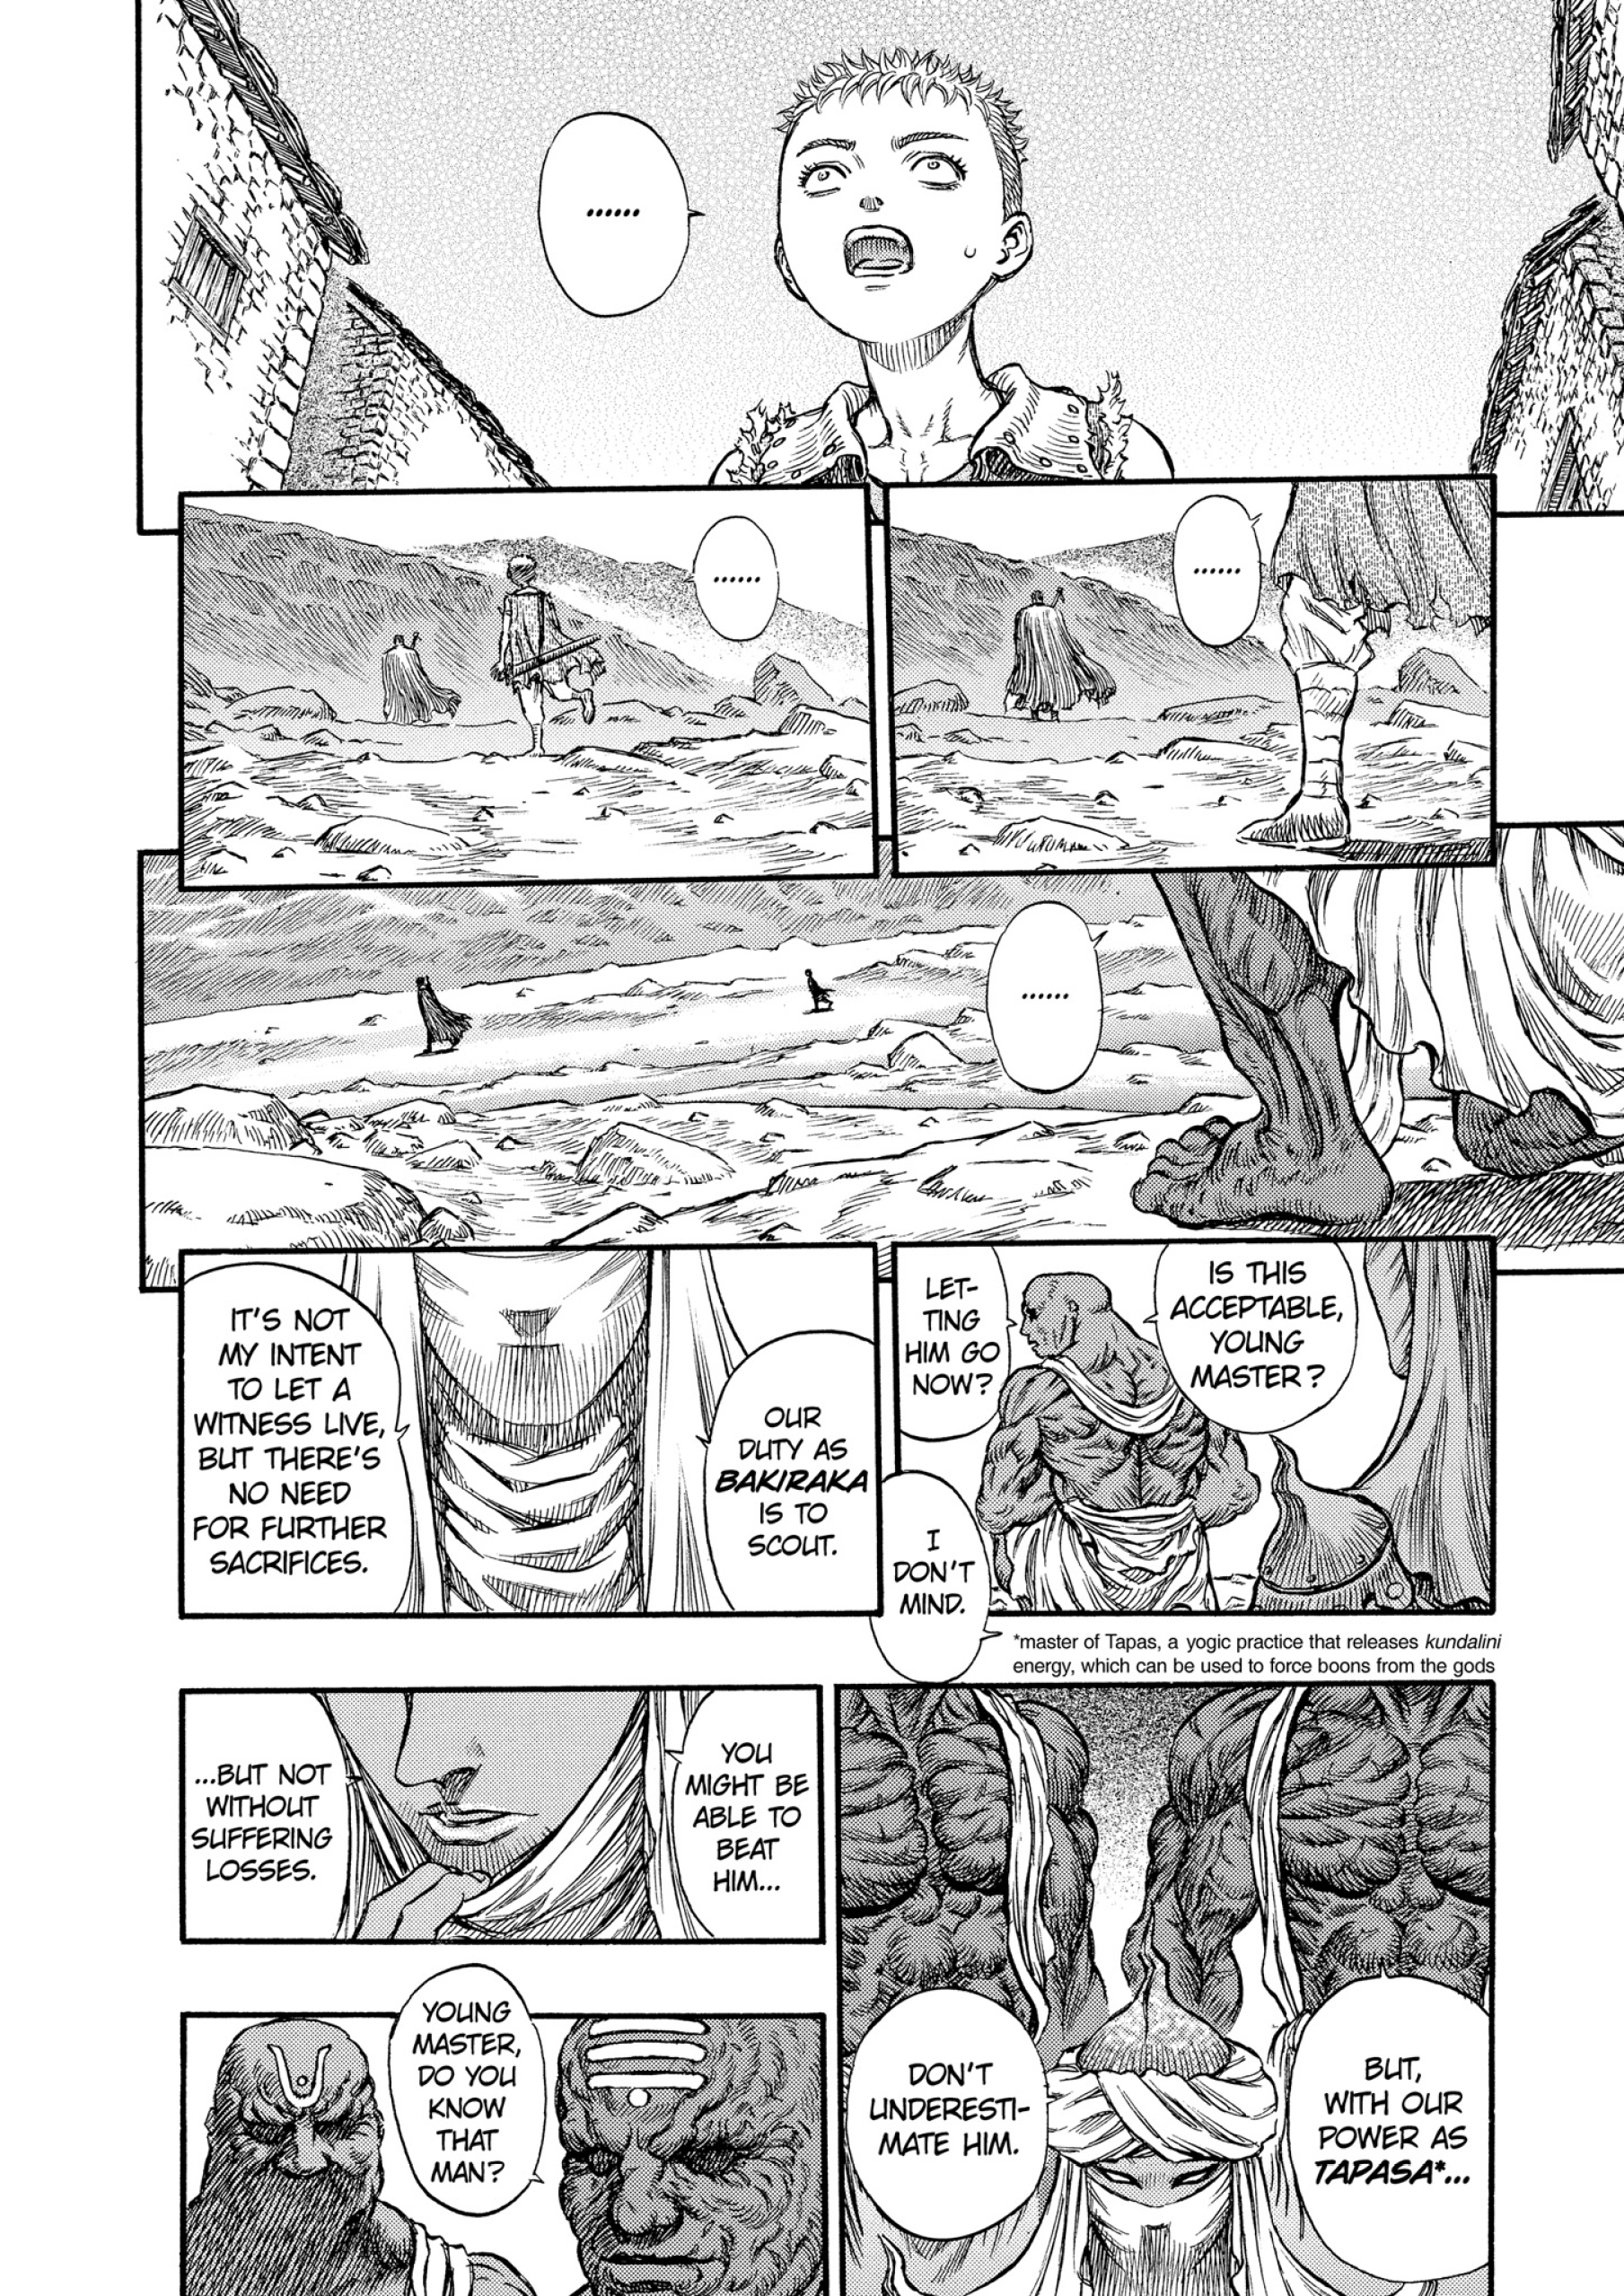 ......
......
......
......
IS THIS
ACCEPTABLE,
YOUNG
MASTER?
LET-
TING
HIM GO
NOW?
I
DON'T
MIND.
OUR
DUTY AS
BAKIRAKA
IS TO
SCOUT.
IT'S NOT
MY INTENT
TO LET A
WITNESS LIVE,
BUT THERE'S
NO NEED
FOR FURTHER
SACRIFICES.
*master of Tapas, a yogic practice that releases kundalini
energy, which can be used to force boons from the gods
BUT,
WITH OUR
POWER AS
TAPASA*...
DON'T
UNDERESTI-
MATE HIM.
YOU
MIGHT BE
ABLE TO
BEAT
HIM...
...BUT NOT
WITHOUT
SUFFERING
LOSSES.
YOUNG
MASTER,
DO YOU
KNOW
THAT
MAN?